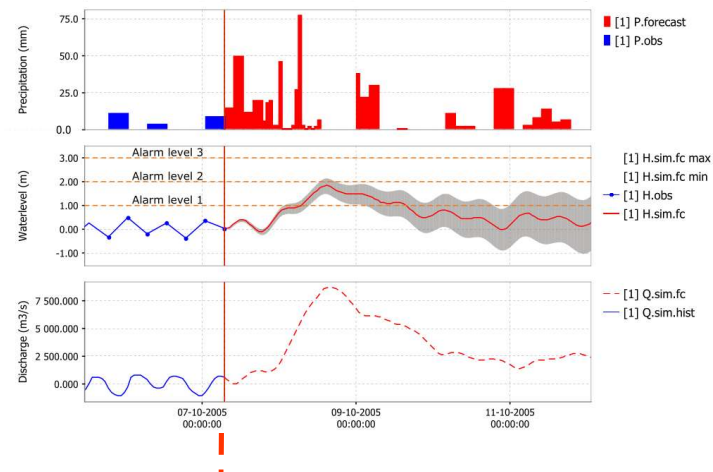 75.0
50.0
25.0
0.0
Precipitation (mm)
[1] P.forecast
[1] P.obs
3.00
2.00
1.00
0.00
-1.00
Waterlevel (m)
Alarm level 3
Alarm level 2
Alarm level 1
[1] H.sim.fc max
[1] H.sim.fc min
[1] H.obs
[1] H.sim.fc
7 500.000
5 000.000
2 500.000
0.000
Discharge (m3/s)
[1] Q.sim.fc
[1] Q.sim.hist
07-10-2005
00:00:00
09-10-2005
00:00:00
11-10-2005
00:00:00